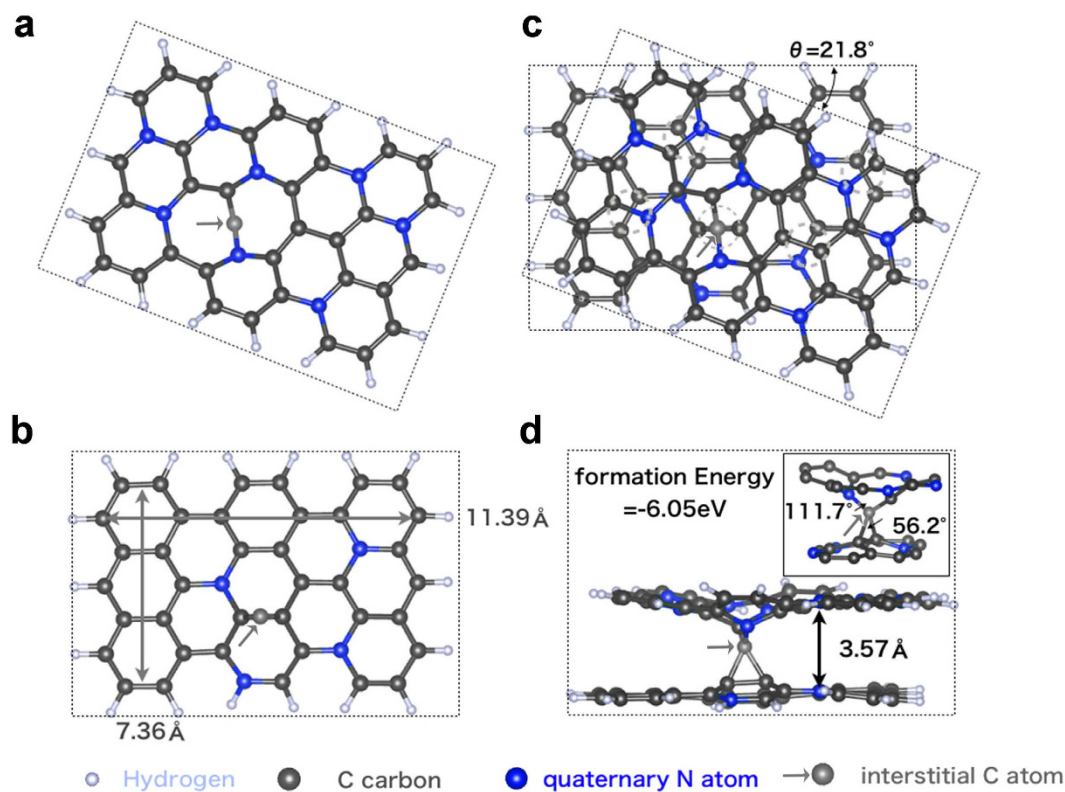 a
c
θ=21.8°
b
11.39Å
7.36Å
d
formation Energy
=-6.05eV
111.7°
56.2°
3.57Å
Hydrogen
C carbon
quaternary N atom
interstitial C atom